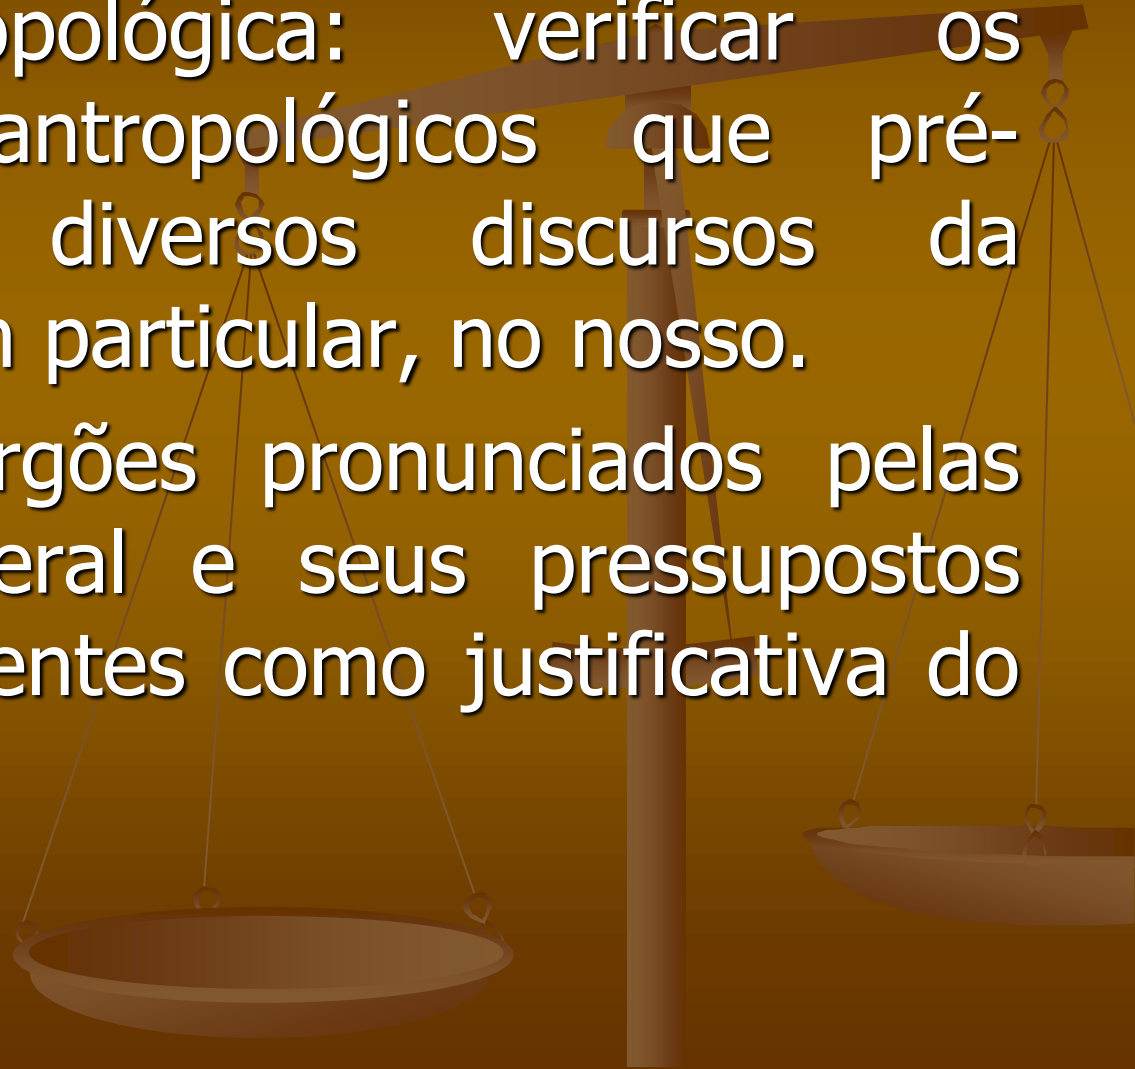 opológica: verificar os
antropológicos que pré-
diversos discursos da
m particular, no nosso.
rgões pronunciados pelas
eral e seus pressupostos
entes como justificativa do